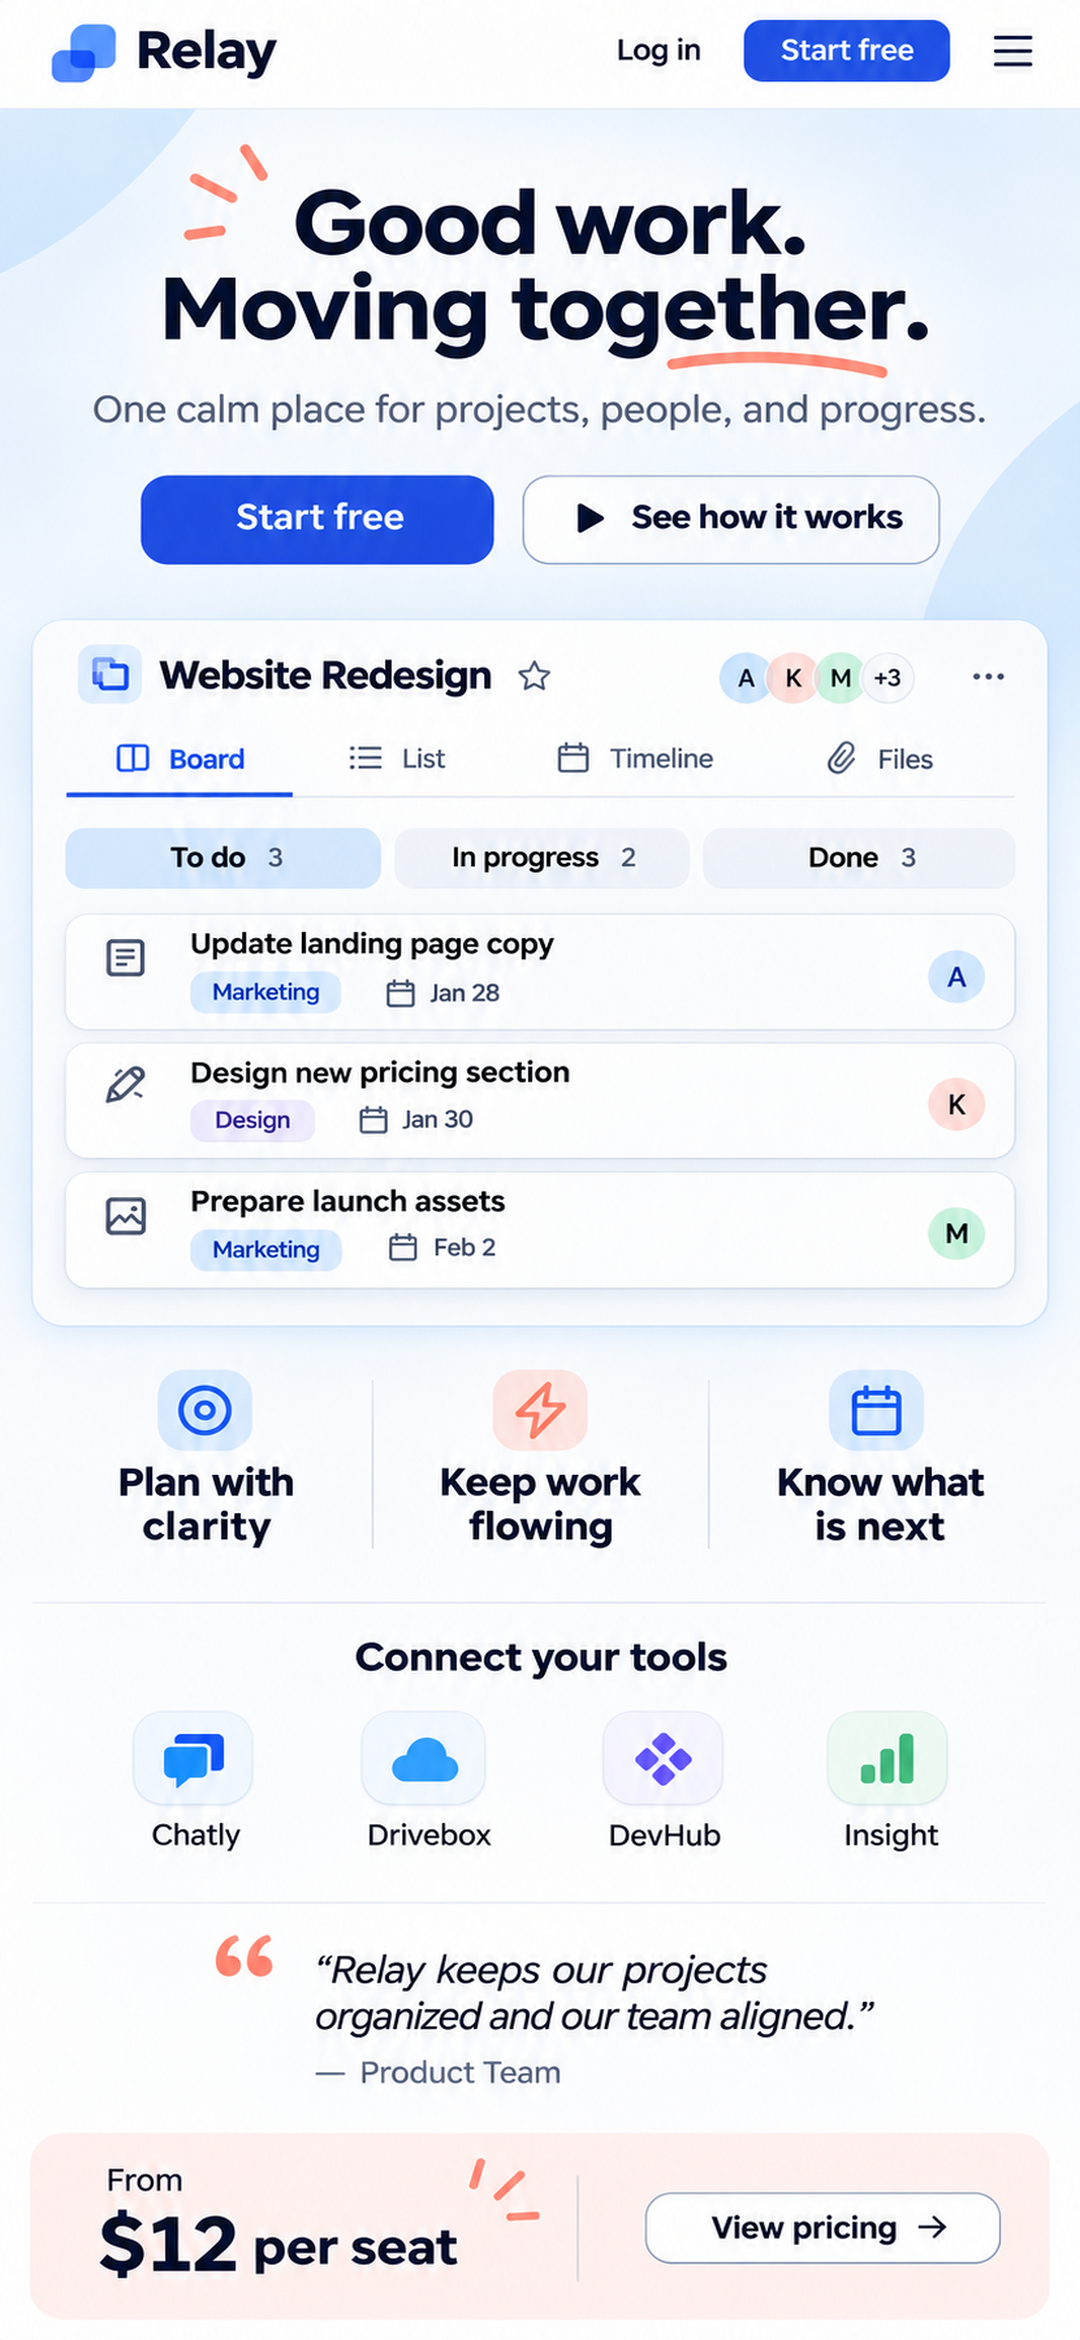 Relay
Log in
Start free
Good work.
Moving together.
One calm place for projects, people, and progress.
Start free
See how it works
Website Redesign
A K M +3
Board List Timeline Files
To do 3
In progress 2
Done 3
Update landing page copy
Marketing Jan 28
A
Design new pricing section
Design Jan 30
K
Prepare launch assets
Marketing Feb 2
M
Plan with
clarity
Keep work
flowing
Know what
is next
Connect your tools
Chatly
Drivebox
DevHub
Insight
“Relay keeps our projects
organized and our team aligned.”
— Product Team
From
$12 per seat
View pricing →